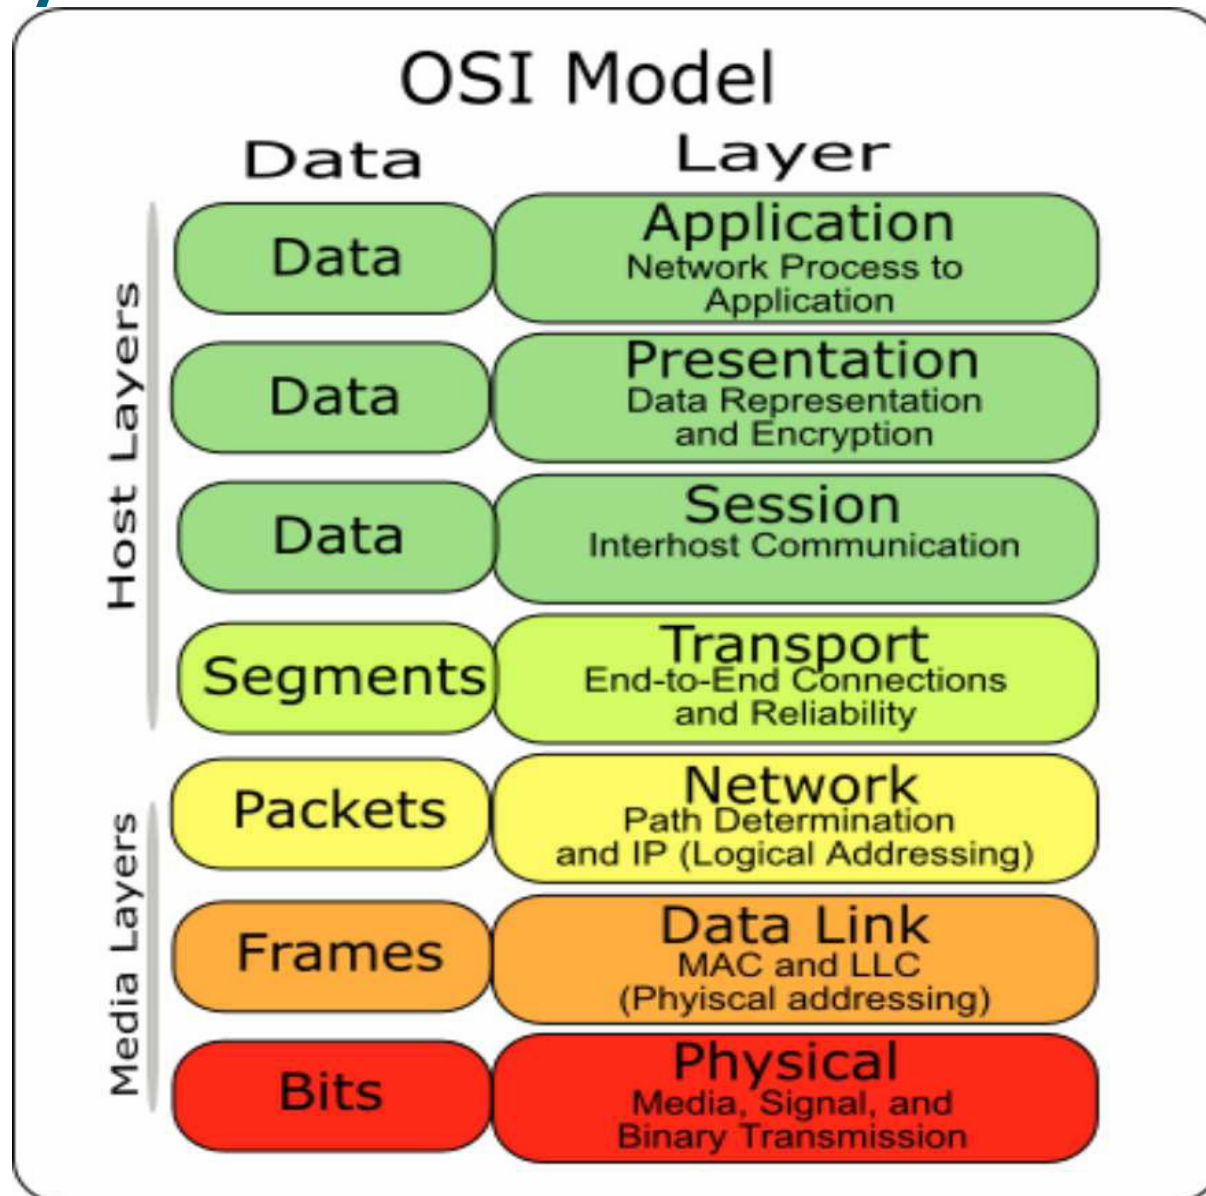 OSI Model
Data
Layer
Host Layers
Data
Application
Network Process to
Application
Data
Presentation
Data Representation
and Encryption
Data
Session
Interhost Communication
Segments
Transport
End-to-End Connections
and Reliability
Media Layers
Packets
Network
Path Determination
and IP (Logical Addressing)
Frames
Data Link
MAC and LLC
(Phyiscal addressing)
Bits
Physical
Media, Signal, and
Binary Transmission